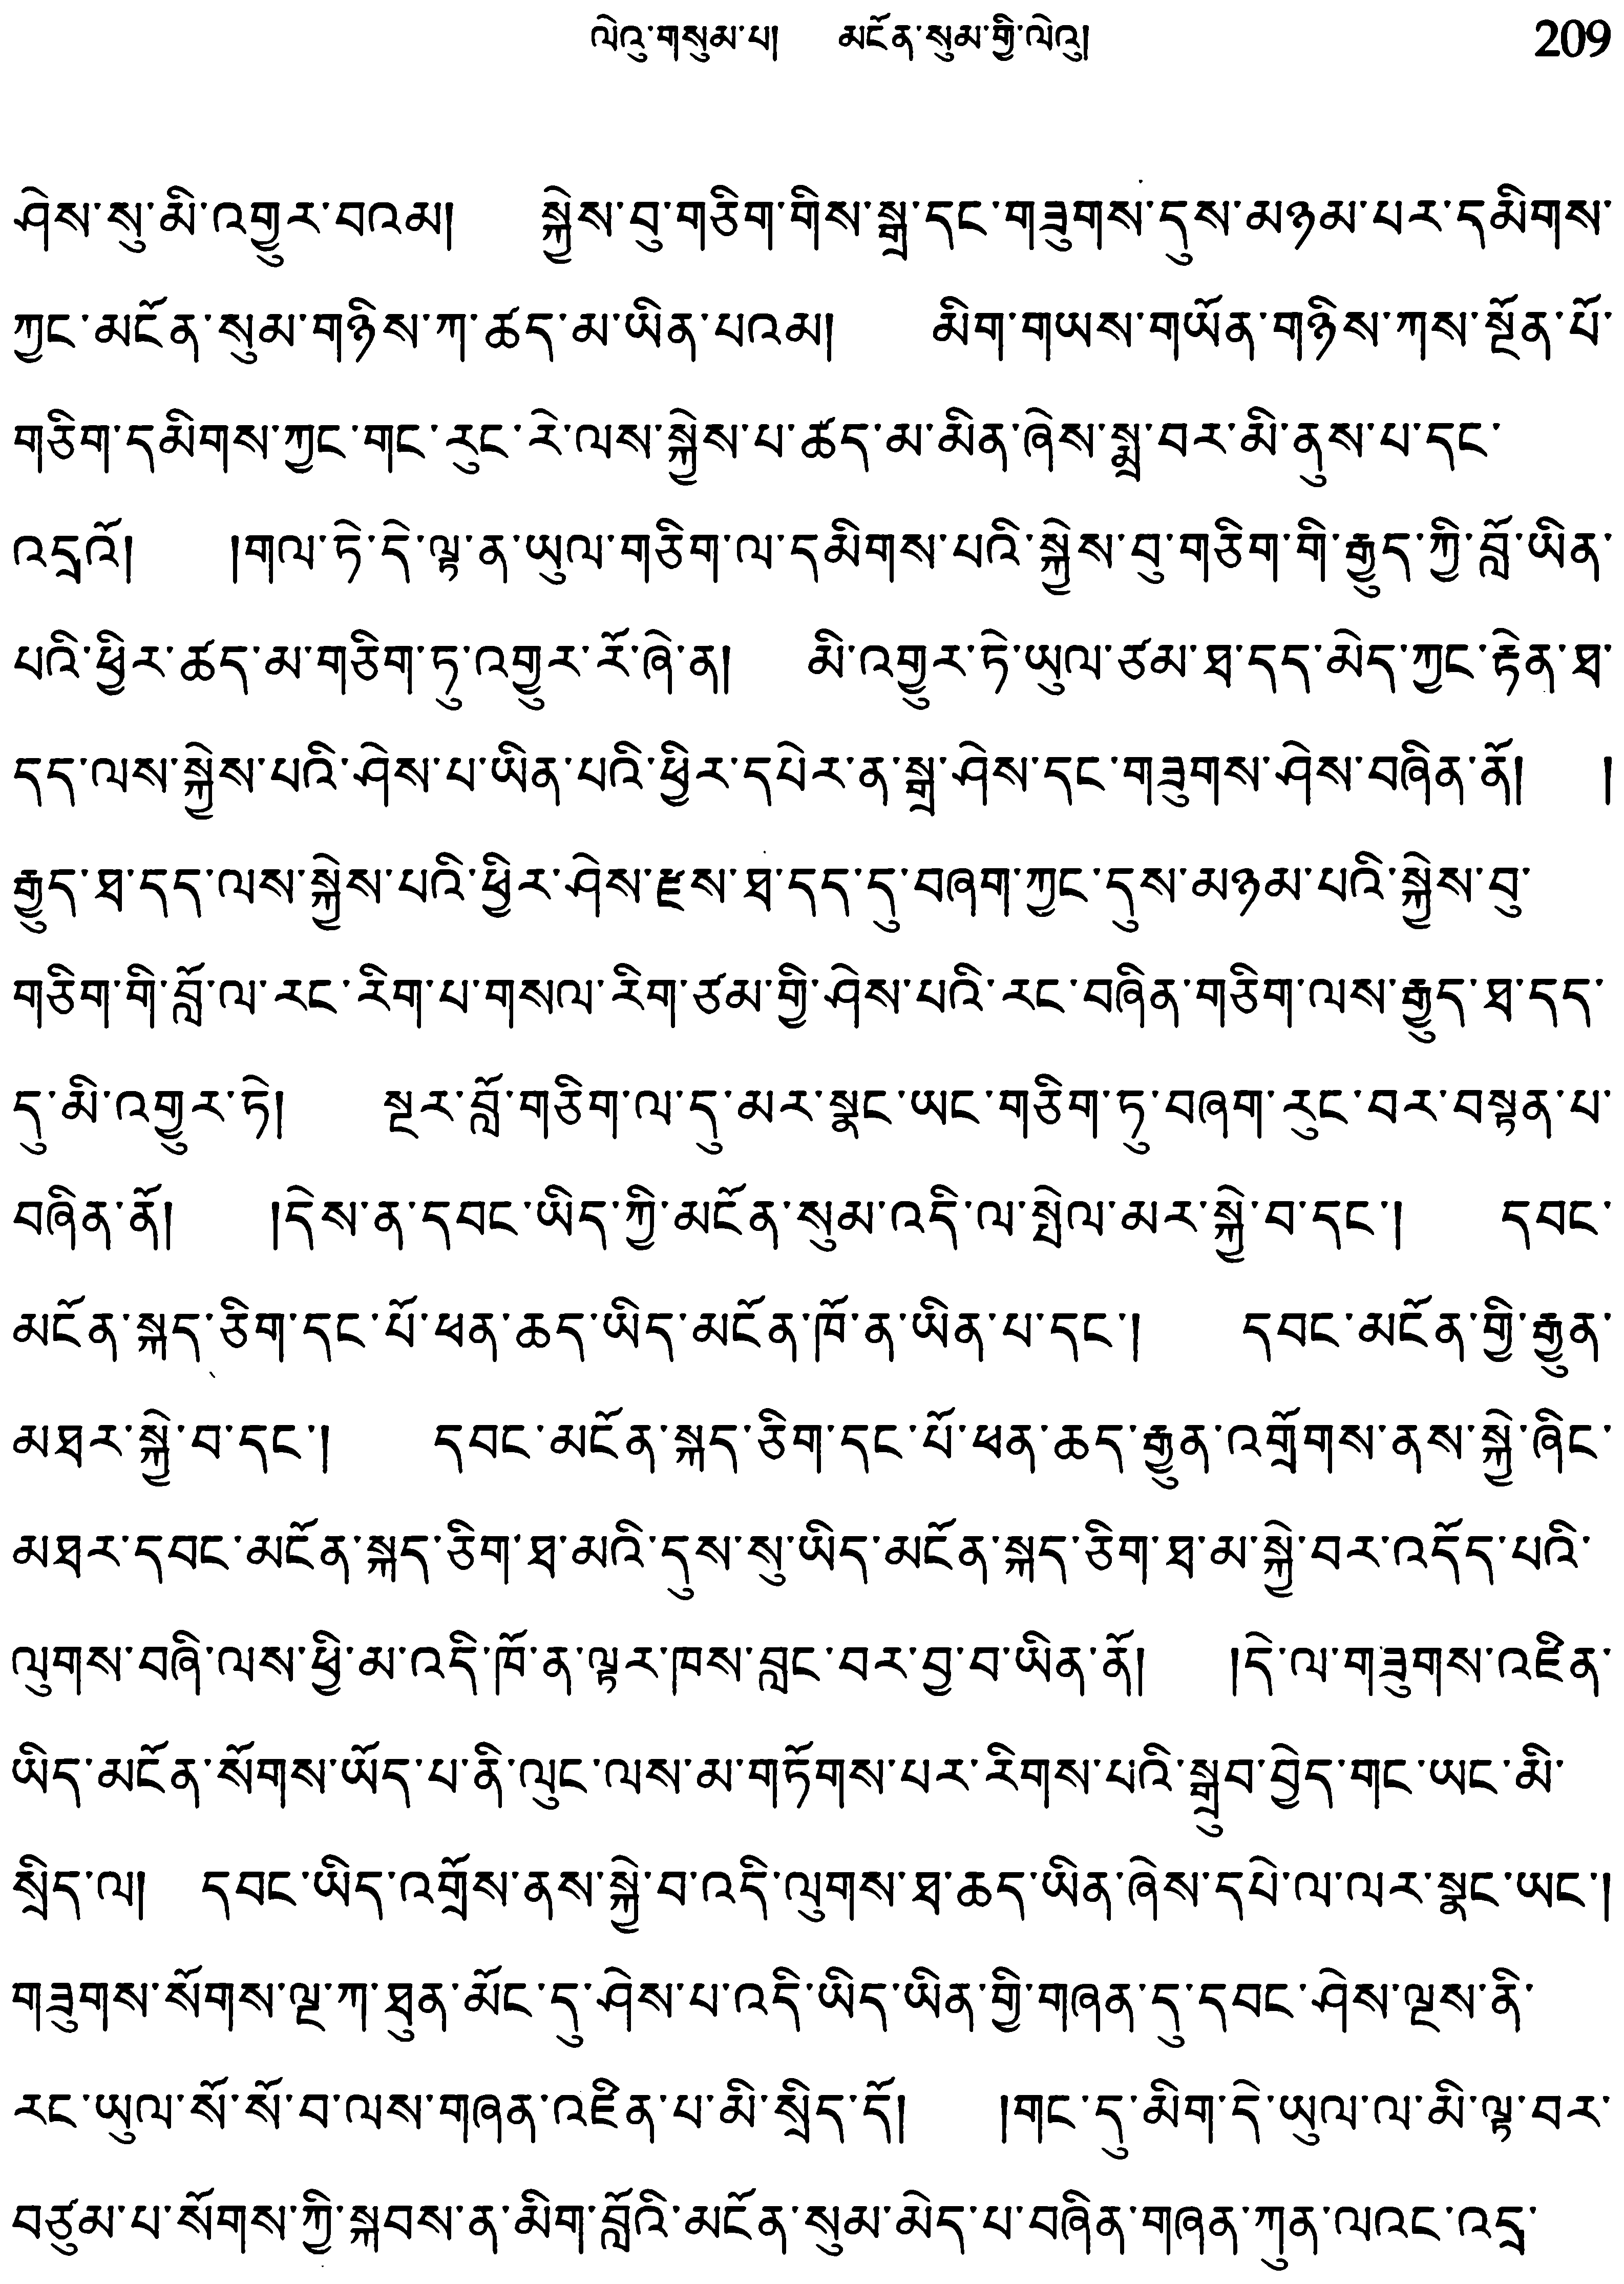 ལེའུ་གསུམ་པ། མངོན་སུམ་གྱི་ལེའུ། 209
ཤེས་སུ་མི་འགྱུར་བའམ། སྐྱེས་བུ་གཅིག་གིས་སྒྲ་དང་གཟུགས་དུས་མཉམ་པར་དམིགས་
ཀྱང་མངོན་སུམ་གཉིས་ཀ་ཚད་མ་ཡིན་པའམ། མིག་གཡས་གཡོན་གཉིས་ཀས་སྔོན་པོ་
གཅིག་དམིགས་ཀྱང་གང་རུང་རེ་ལས་སྐྱེས་པ་ཚད་མ་མིན་ཞེས་སྨྲ་བར་མི་ནུས་པ་དང་
འདྲའོ། །གལ་ཏེ་དེ་ལྟ་ན་ཡུལ་གཅིག་ལ་དམིགས་པའི་སྐྱེས་བུ་གཅིག་གི་རྒྱུད་ཀྱི་བློ་ཡིན་
པའི་ཕྱིར་ཚད་མ་གཅིག་ཏུ་འགྱུར་རོ་ཞེ་ན། མི་འགྱུར་ཏེ་ཡུལ་ཙམ་ཐ་དད་མེད་ཀྱང་རྟེན་ཐ་
དད་ལས་སྐྱེས་པའི་ཤེས་པ་ཡིན་པའི་ཕྱིར་དཔེར་ན་སྒྲ་ཤེས་དང་གཟུགས་ཤེས་བཞིན་ནོ། །
རྒྱུད་ཐ་དད་ལས་སྐྱེས་པའི་ཕྱིར་ཤེས་རྫས་ཐ་དད་དུ་བཞག་ཀྱང་དུས་མཉམ་པའི་སྐྱེས་བུ་
གཅིག་གི་བློ་ལ་རང་རིག་པ་གསལ་རིག་ཙམ་གྱི་ཤེས་པའི་རང་བཞིན་གཅིག་ལས་རྒྱུད་ཐ་དད་
དུ་མི་འགྱུར་ཏེ། སྔར་བློ་གཅིག་ལ་དུ་མར་སྣང་ཡང་གཅིག་ཏུ་བཞག་རུང་བར་བསྟན་པ་
བཞིན་ནོ། །དེས་ན་དབང་ཡིད་ཀྱི་མངོན་སུམ་འདི་ལ་སྤེལ་མར་སྐྱེ་བ་དང་། དབང་
མངོན་སྐད་ཅིག་དང་པོ་ཕན་ཆད་ཡིད་མངོན་ཁོ་ན་ཡིན་པ་དང་། དབང་མངོན་གྱི་རྒྱུན་
མཐར་སྐྱེ་བ་དང་། དབང་མངོན་སྐད་ཅིག་དང་པོ་ཕན་ཆད་རྒྱུན་འགྲོགས་ནས་སྐྱེ་ཞིང་
མཐར་དབང་མངོན་སྐད་ཅིག་ཐ་མའི་དུས་སུ་ཡིད་མངོན་སྐད་ཅིག་ཐ་མ་སྐྱེ་བར་འདོད་པའི་
ལུགས་བཞི་ལས་ཕྱི་མ་འདི་ཁོ་ན་ལྟར་ཁས་བླང་བར་བྱ་བ་ཡིན་ནོ། །དེ་ལ་གཟུགས་འཛིན་
ཡིད་མངོན་སོགས་ཡོད་པ་ནི་ལུང་ལས་མ་གཏོགས་པར་རིགས་པའི་སྒྲུབ་བྱེད་གང་ཡང་མི་
སྲིད་ལ། དབང་ཡིད་འགྲོས་ནས་སྐྱེ་བ་འདི་ལུགས་ཐ་ཆད་ཡིན་ཞེས་དཔེ་ལ་ལར་སྣང་ཡང་།
གཟུགས་སོགས་ལྔ་ཀ་ཐུན་མོང་དུ་ཤེས་པ་འདི་ཡིད་ཡིན་གྱི་གཞན་དུ་དབང་ཤེས་ལྔས་ནི་
རང་ཡུལ་སོ་སོ་བ་ལས་གཞན་འཛིན་པ་མི་སྲིད་དོ། །གང་དུ་མིག་དེ་ཡུལ་ལ་མི་ལྟ་བར་
བཙུམ་པ་སོགས་ཀྱི་སྐབས་ན་མིག་བློའི་མངོན་སུམ་མེད་པ་བཞིན་གཞན་ཀུན་ལའང་འདྲ་